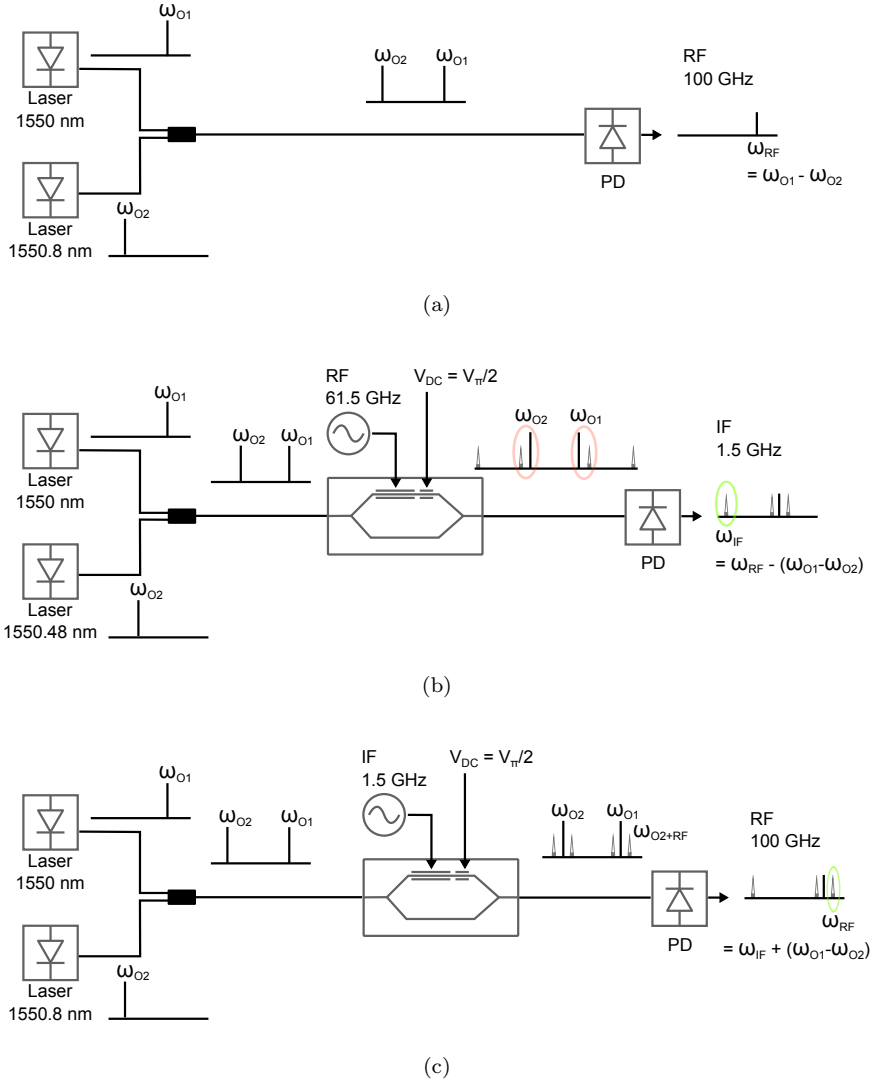 ω_O1
Laser
1550 nm
ω_O2 ω_O1
RF
100 GHz
PD
ω_RF
= ω_O1 - ω_O2
ω_O2
Laser
1550.8 nm
(a)
ω_O1
Laser
1550 nm
ω_O2 ω_O1
RF
61.5 GHz
V_DC = V_π/2
ω_O2 ω_O1
IF
1.5 GHz
PD
ω_IF
= ω_RF - (ω_O1-ω_O2)
ω_O2
Laser
1550.48 nm
(b)
ω_O1
Laser
1550 nm
ω_O2 ω_O1
IF
1.5 GHz
V_DC = V_π/2
ω_O2 ω_O1
ω_O2+RF
RF
100 GHz
PD
ω_RF
= ω_IF + (ω_O1-ω_O2)
ω_O2
Laser
1550.8 nm
(c)